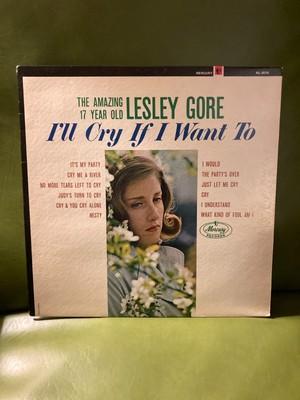 MERCURY
THE AMAZING
17 YEAR OLD
LESLEY GORE
I'll Cry If I Want To
IT'S MY PARTY
CRY ME A RIVER
NO MORE TEARS LEFT TO CRY
JUDY'S TURN TO CRY
CRY & YOU CRY ALONE
MISTY
I WOULD
THE PARTY'S OVER
JUST LET ME CRY
CRY
I UNDERSTAND
WHAT KIND OF FOOL AM I
Mercury
RECORDS